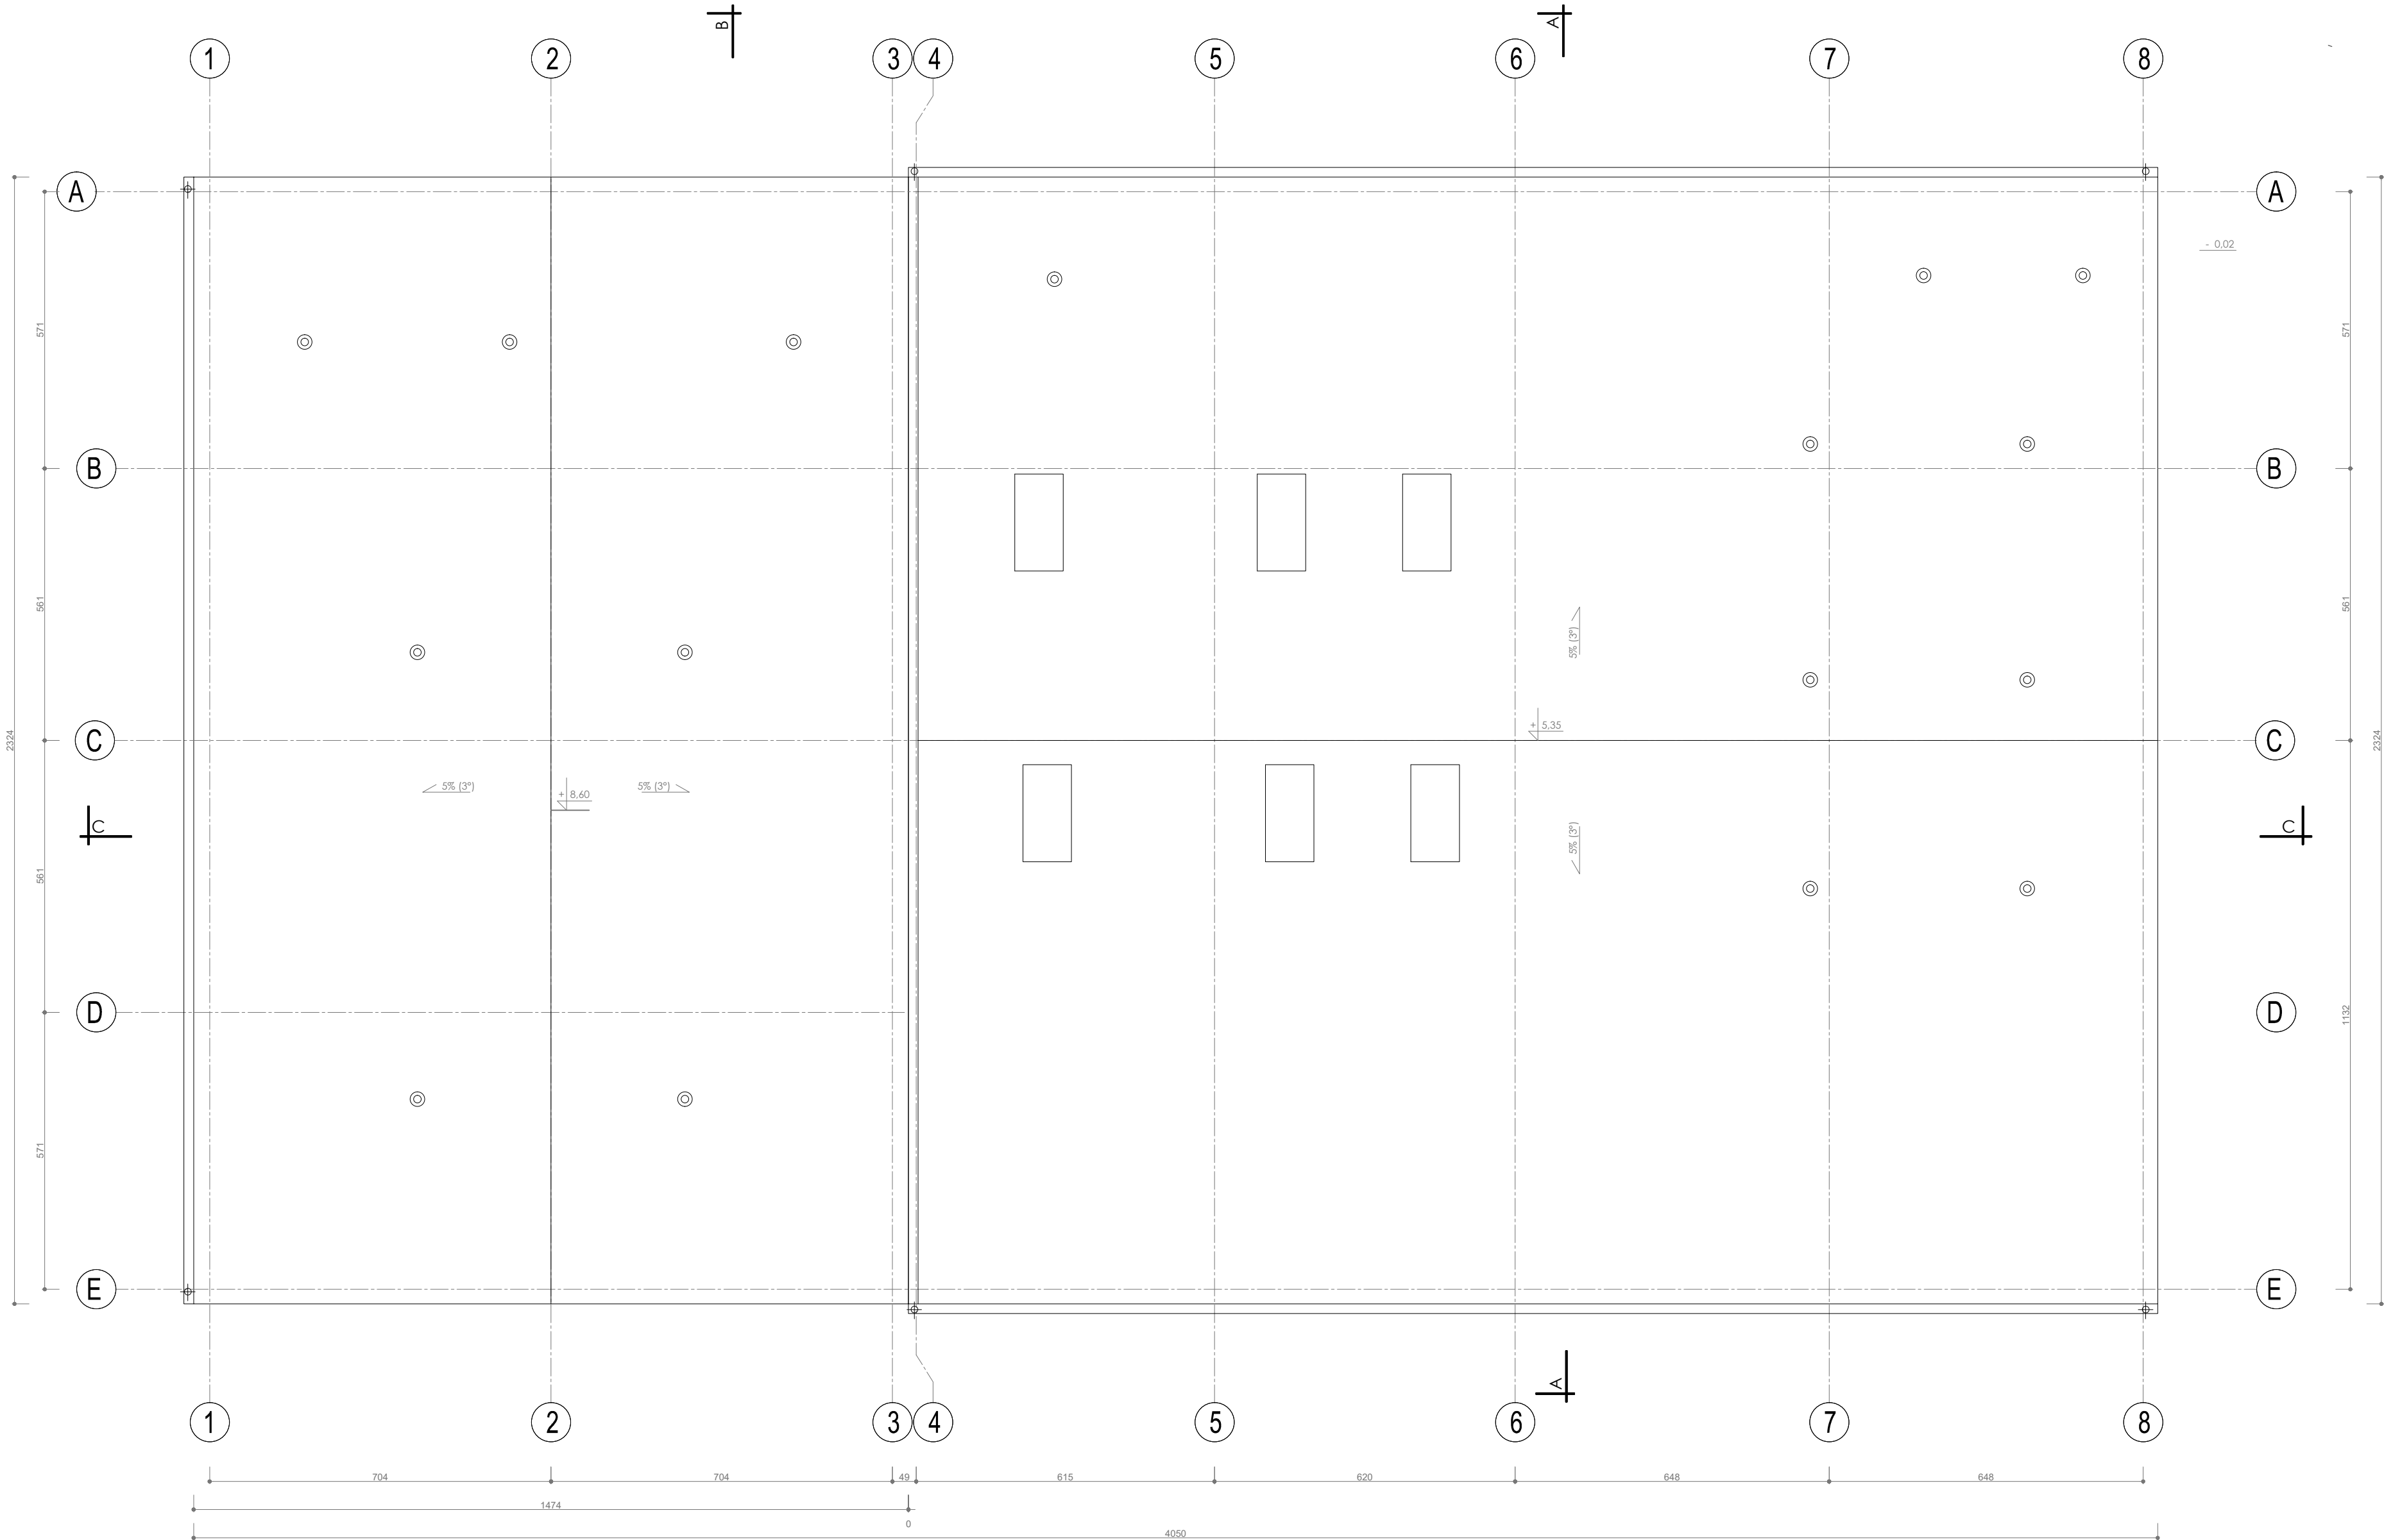 B A
1 2 3 4 5 6 7 8
A A
- 0,02
571 571
B B
561 561
5% (3°)
2324 2324
+ 5,35
C C
5% (3°) 5% (3°)
+ 8,60
C C
5% (3°)
561
D D
1132
571
E E
A
1 2 3 4 5 6 7 8
704 704 49 615 620 648 648
1474
0
4050